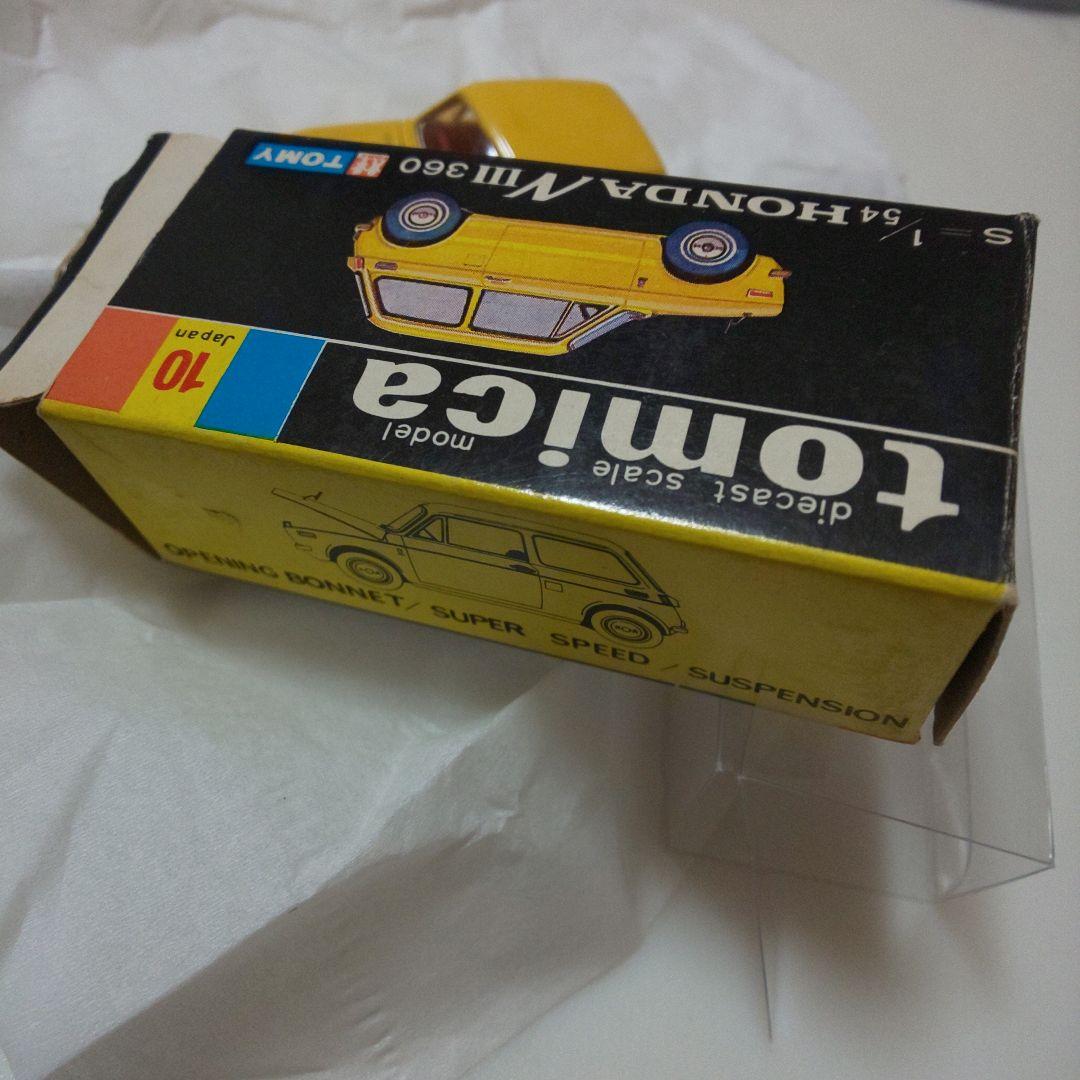 tomica
diecast scale model
10
Japan
S=1/54 HONDA NIII 360
TOMY
OPENING BONNET / SUPER SPEED / SUSPENSION